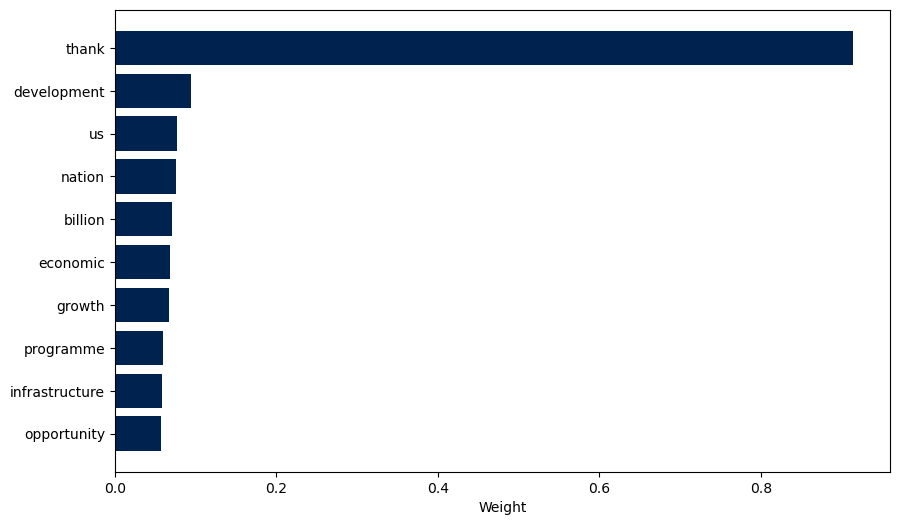 thank
development
us
nation
billion
economic
growth
programme
infrastructure
opportunity
0.0 0.2 0.4 0.6 0.8
Weight